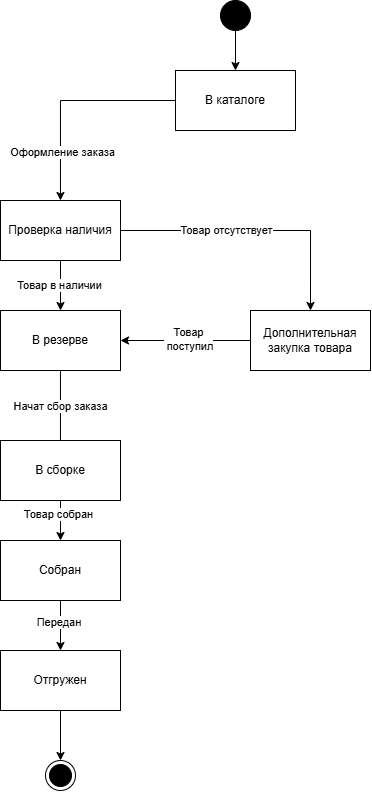 В каталоге
Оформление заказа
Проверка наличия
Товар отсутствует
Товар в наличии
В резерве
Товар
поступил
Дополнительная
закупка товара
Начат сбор заказа
В сборке
Товар собран
Собран
Передан
Отгружен